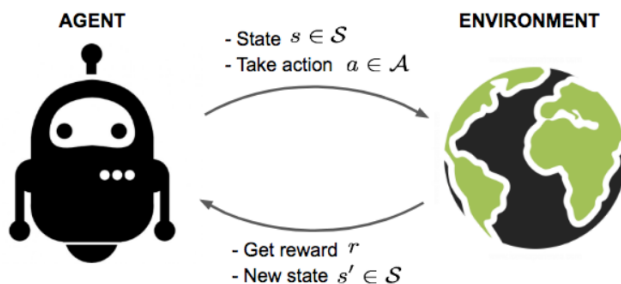 AGENT
ENVIRONMENT
- State s ∈ 𝒮
- Take action a ∈ 𝒜
- Get reward r
- New state s′ ∈ 𝒮